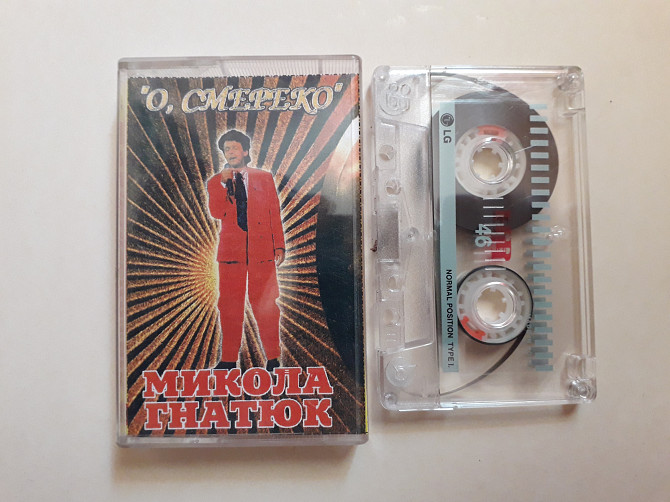 "О, СМЕРЕКО"
МИКОЛА
ГНАТЮК
LG
46
NORMAL POSITION TYPE I.